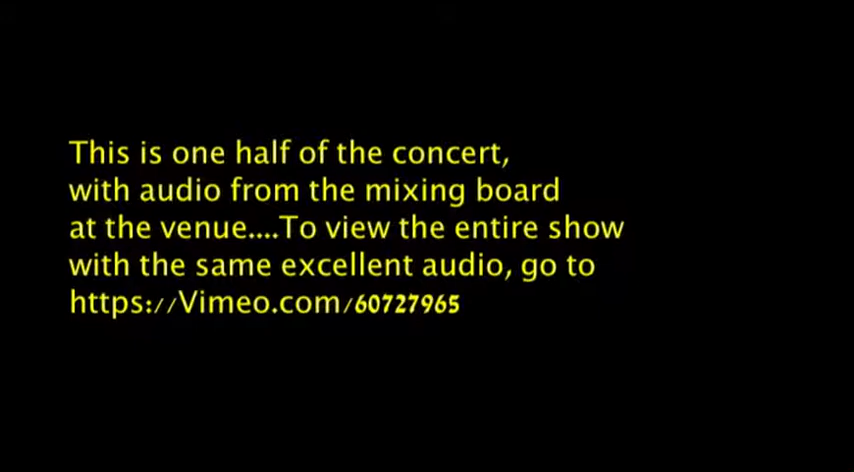 This is one half of the concert,
with audio from the mixing board
at the venue....To view the entire show
with the same excellent audio, go to
https://Vimeo.com/60727965